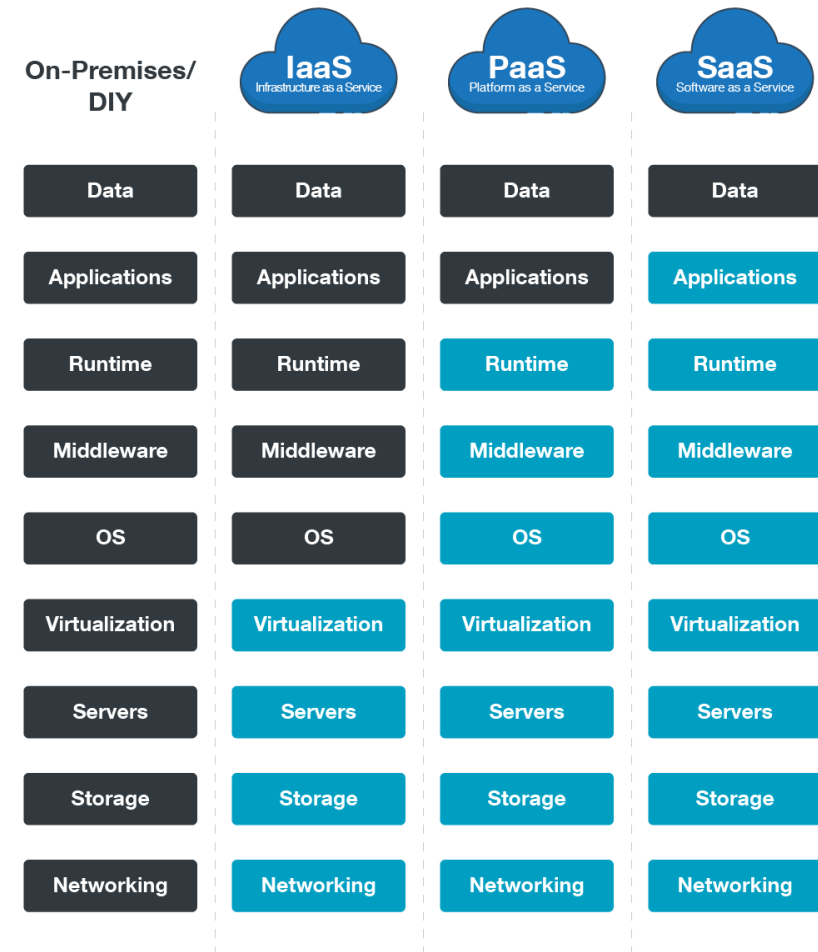 On-Premises/
DIY
IaaS
Infrastructure as a Service
PaaS
Platform as a Service
SaaS
Software as a Service
Data
Data
Data
Data
Applications
Applications
Applications
Applications
Runtime
Runtime
Runtime
Runtime
Middleware
Middleware
Middleware
Middleware
OS
OS
OS
OS
Virtualization
Virtualization
Virtualization
Virtualization
Servers
Servers
Servers
Servers
Storage
Storage
Storage
Storage
Networking
Networking
Networking
Networking